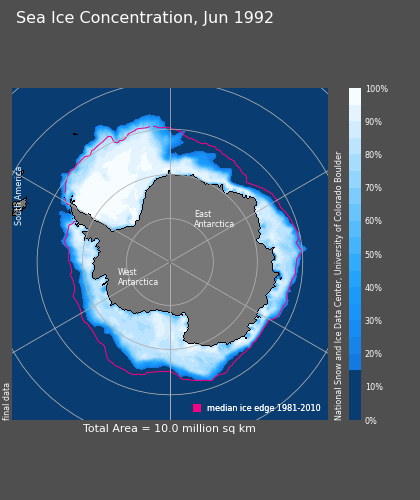 Sea Ice Concentration, Jun 1992
South America
East
Antarctica
West
Antarctica
median ice edge 1981-2010
final data
Total Area = 10.0 million sq km
National Snow and Ice Data Center, University of Colorado Boulder
100%
90%
80%
70%
60%
50%
40%
30%
20%
10%
0%